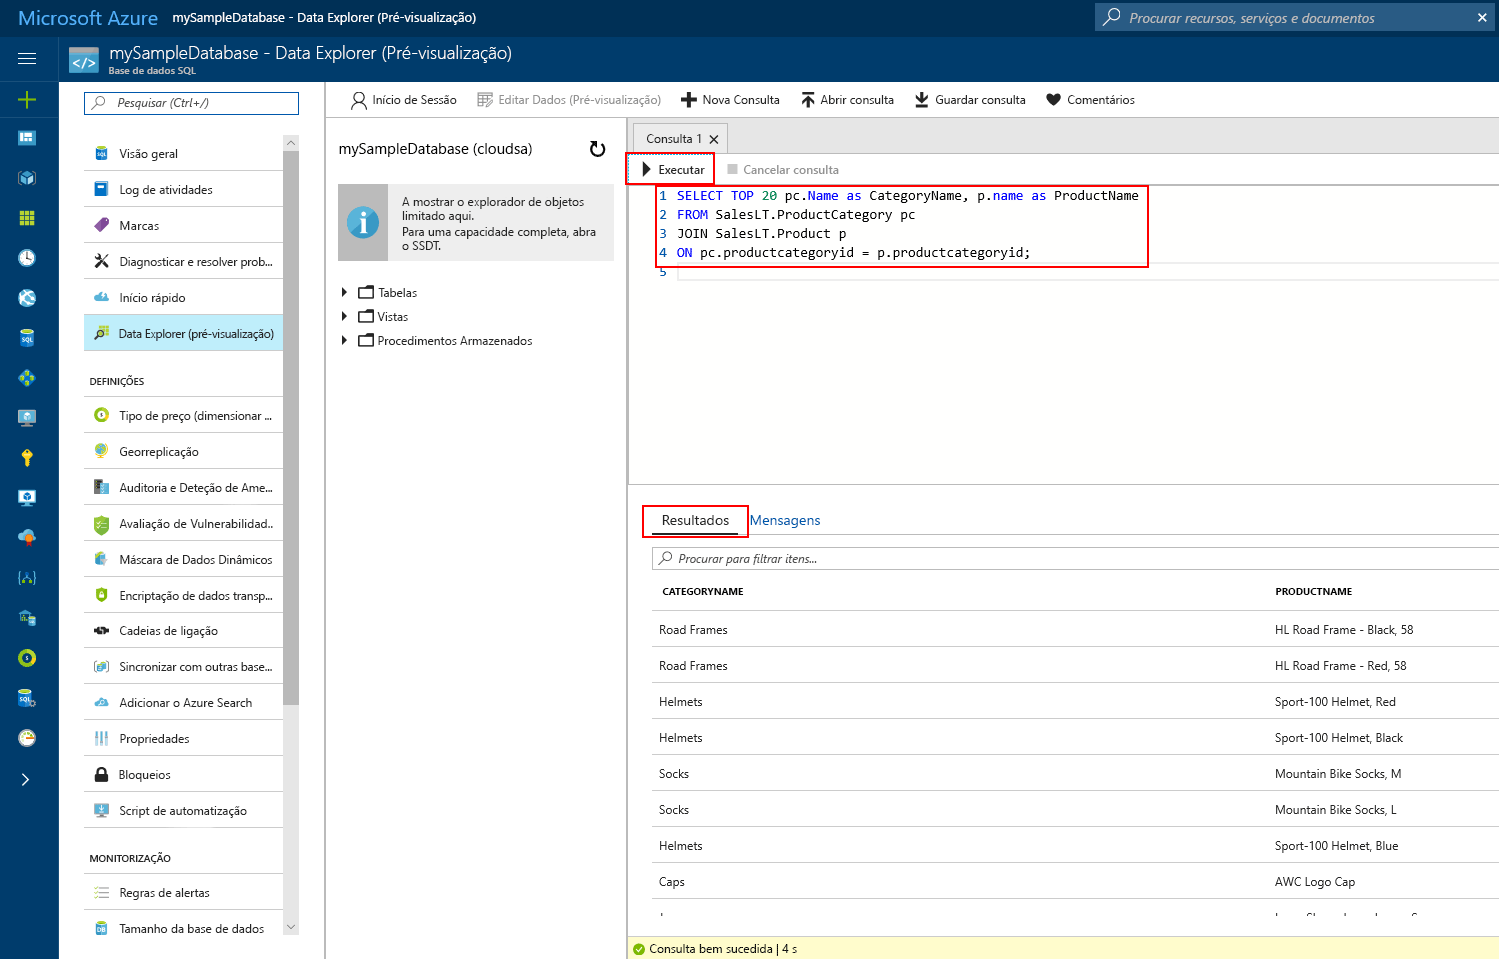 Microsoft Azure mySampleDatabase - Data Explorer (Pré-visualização)
Procurar recursos, serviços e documentos
mySampleDatabase - Data Explorer (Pré-visualização)
Base de dados SQL
Pesquisar (Ctrl+/)
Visão geral
Log de atividades
Marcas
Diagnosticar e resolver prob...
Início rápido
Data Explorer (pré-visualização)
DEFINIÇÕES
Tipo de preço (dimensionar ...
Georreplicação
Auditoria e Deteção de Ame...
Avaliação de Vulnerabilidad..
Máscara de Dados Dinâmicos
Encriptação de dados transp...
Cadeias de ligação
Sincronizar com outras base...
Adicionar o Azure Search
Propriedades
Bloqueios
Script de automatização
MONITORIZAÇÃO
Regras de alertas
Tamanho da base de dados
Início de Sessão
Editar Dados (Pré-visualização)
Nova Consulta
Abrir consulta
Guardar consulta
Comentários
mySampleDatabase (cloudsa)
A mostrar o explorador de objetos
limitado aqui.
Para uma capacidade completa, abra
o SSDT.
Tabelas
Vistas
Procedimentos Armazenados
Consulta 1
Executar
Cancelar consulta
1 SELECT TOP 20 pc.Name as CategoryName, p.name as ProductName
2 FROM SalesLT.ProductCategory pc
3 JOIN SalesLT.Product p
4 ON pc.productcategoryid = p.productcategoryid;
5
Resultados Mensagens
Procurar para filtrar itens...
CATEGORYNAME PRODUCTNAME
Road Frames HL Road Frame - Black, 58
Road Frames HL Road Frame - Red, 58
Helmets Sport-100 Helmet, Red
Helmets Sport-100 Helmet, Black
Socks Mountain Bike Socks, M
Socks Mountain Bike Socks, L
Helmets Sport-100 Helmet, Blue
Caps AWC Logo Cap
Consulta bem sucedida | 4 s